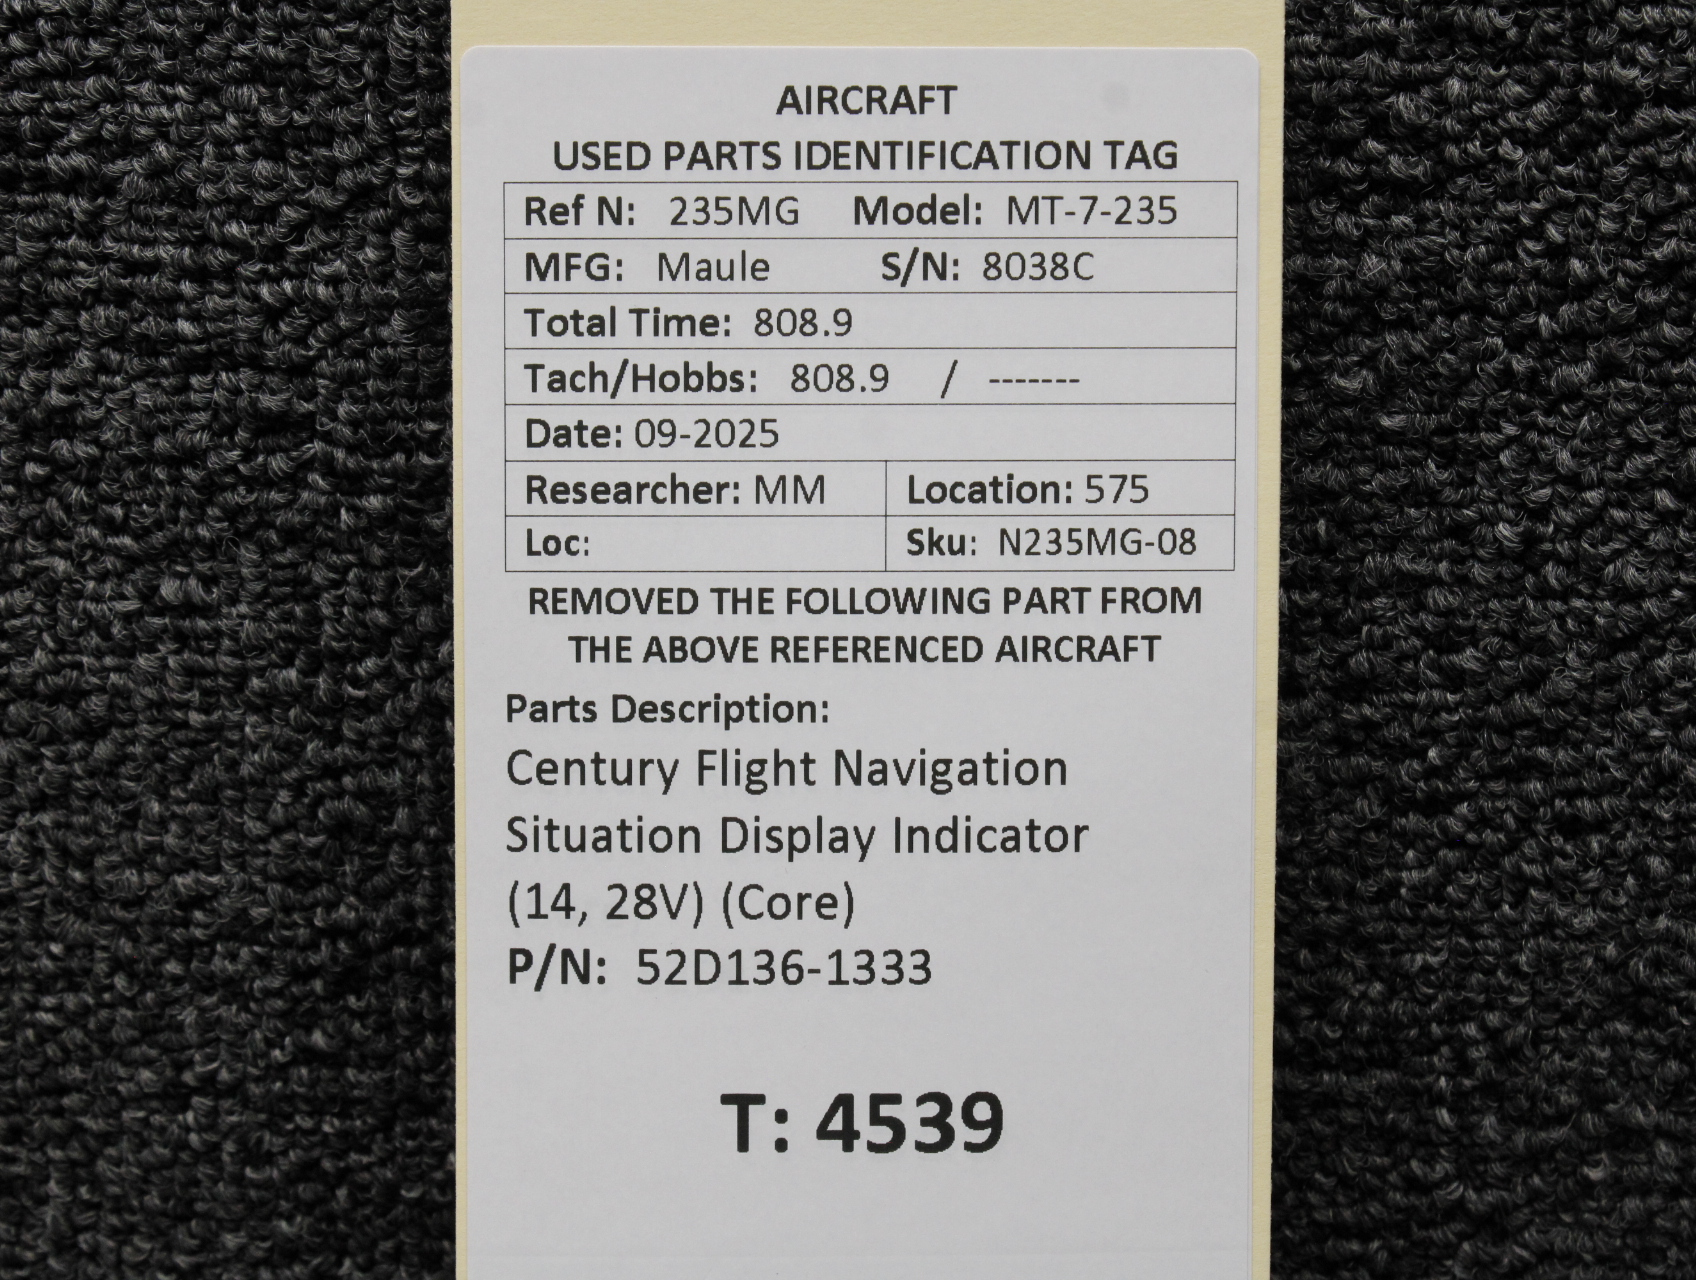 AIRCRAFT
USED PARTS IDENTIFICATION TAG
Ref N: 235MG Model: MT-7-235
MFG: Maule S/N: 8038C
Total Time: 808.9
Tach/Hobbs: 808.9 / -------
Date: 09-2025
Researcher: MM Location: 575
Loc: Sku: N235MG-08
REMOVED THE FOLLOWING PART FROM
THE ABOVE REFERENCED AIRCRAFT
Parts Description:
Century Flight Navigation
Situation Display Indicator
(14, 28V) (Core)
P/N: 52D136-1333
T: 4539